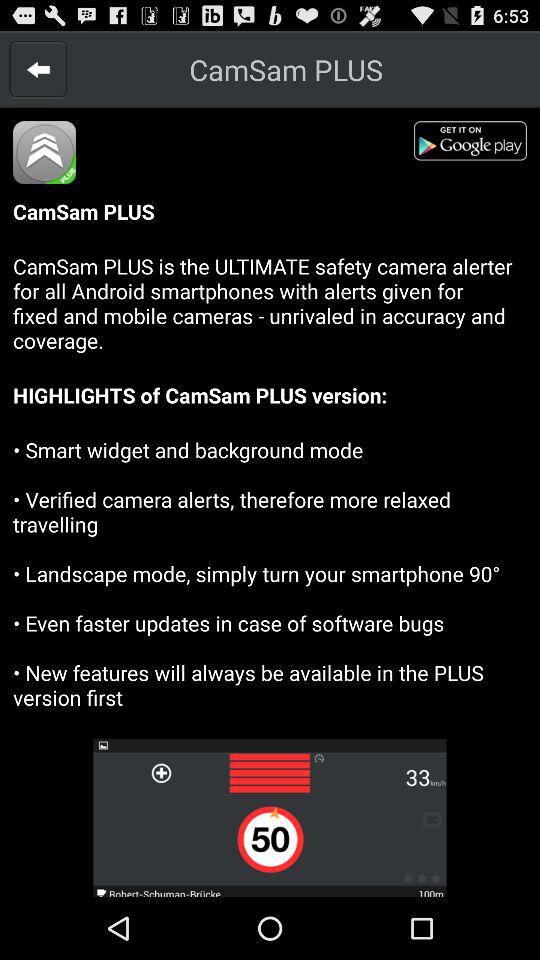 6:53
CamSam PLUS
GET IT ON
Google play
PLUS
CamSam PLUS
CamSam PLUS is the ULTIMATE safety camera alerter
for all Android smartphones with alerts given for
fixed and mobile cameras - unrivaled in accuracy and
coverage.
HIGHLIGHTS of CamSam PLUS version:
• Smart widget and background mode
• Verified camera alerts, therefore more relaxed
travelling
• Landscape mode, simply turn your smartphone 90°
• Even faster updates in case of software bugs
• New features will always be available in the PLUS
version first
33 km/h
50
SC
Robert-Schuman-Brücke 100m